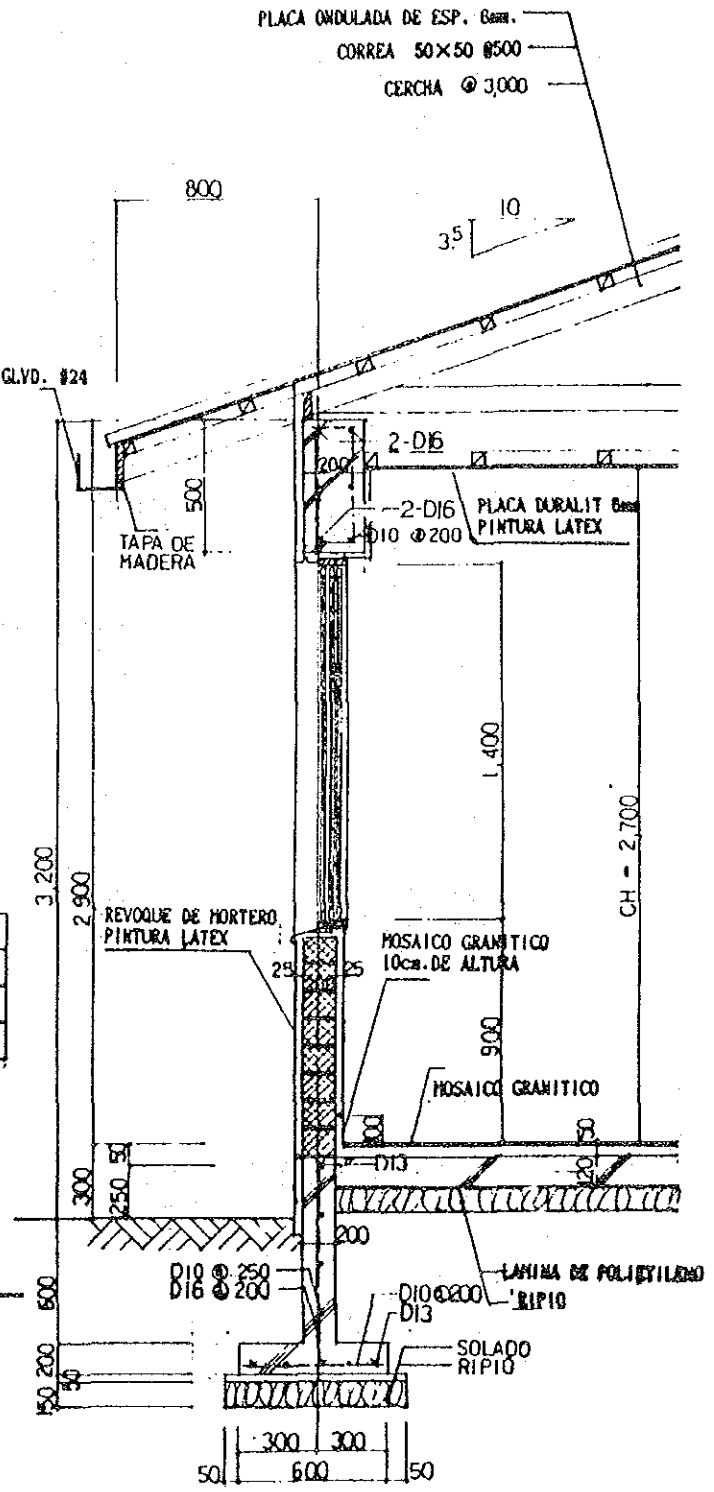 PLACA ONDULADA DE ESP. 6mm.
CORREA 50×50 @500
CERCHA @ 3,000
800
10
3.5
GLVD. #24
2-D16
200
500
2-D16
D10 @200
PLACA DURALIT 6mm
PINTURA LATEX
TAPA DE
MADERA
1,400
CH = 2,700
3,200
2,900
REVOQUE DE MORTERO
PINTURA LATEX
MOSAICO GRANITICO
10cm. DE ALTURA
25
200
25
900
MOSAICO GRANITICO
100
50
50
120
D13
300
250
200
LAMINA DE POLIETILENO
RIPIO
D10 @ 250
D16 @ 200
D10 @200
D13
600
SOLADO
RIPIO
200
50
150
300
300
50
600
50